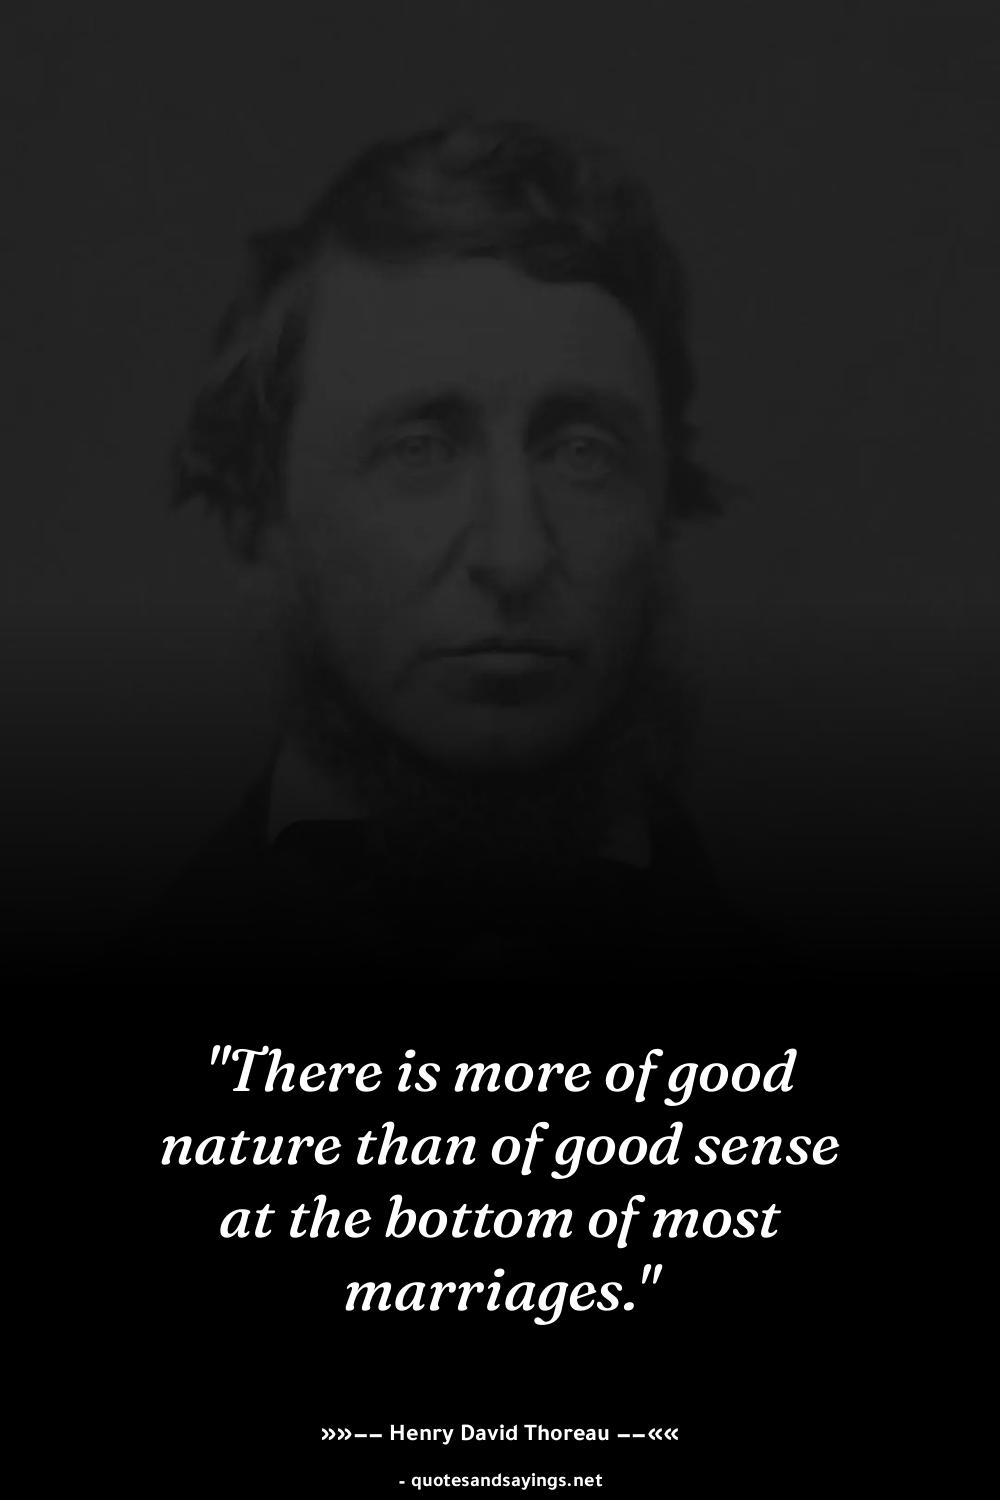 "There is more of good
nature than of good sense
at the bottom of most
marriages."
»»−− Henry David Thoreau −−««
- quotesandsayings.net